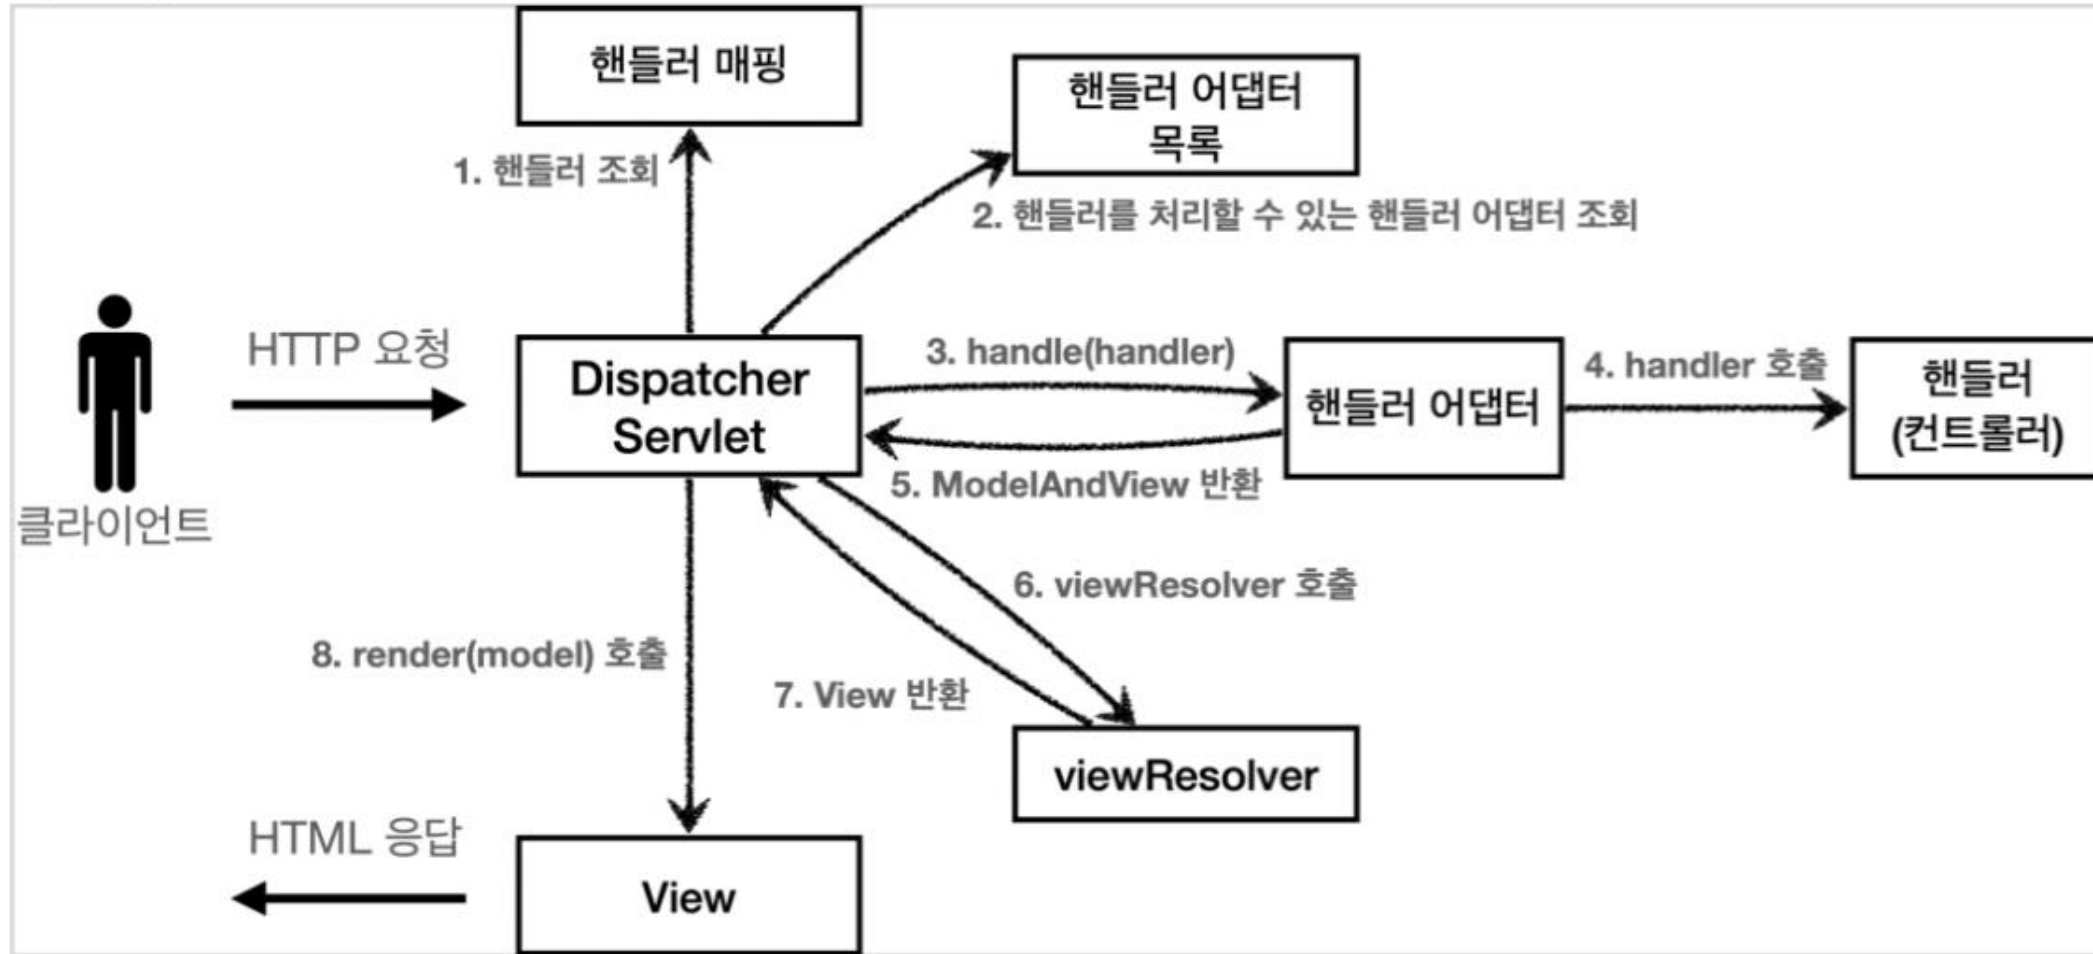 핸들러 매핑
핸들러 어댑터
목록
1. 핸들러 조회
2. 핸들러를 처리할 수 있는 핸들러 어댑터 조회
HTTP 요청
클라이언트
Dispatcher
Servlet
3. handle(handler)
핸들러 어댑터
4. handler 호출
핸들러
(컨트롤러)
5. ModelAndView 반환
6. viewResolver 호출
7. View 반환
8. render(model) 호출
viewResolver
HTML 응답
View